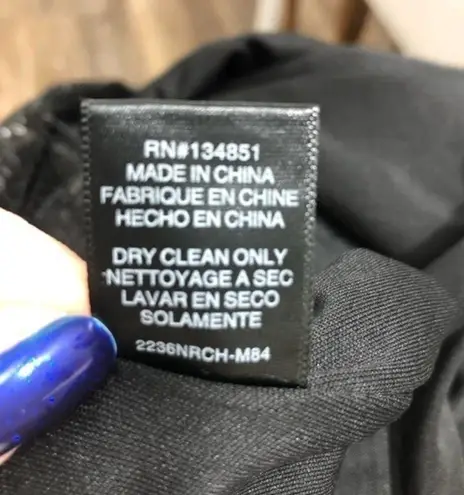 RN#134851
MADE IN CHINA
FABRIQUE EN CHINE
HECHO EN CHINA
DRY CLEAN ONLY
NETTOYAGE A SEC
LAVAR EN SECO
SOLAMENTE
2236NRCH-M84